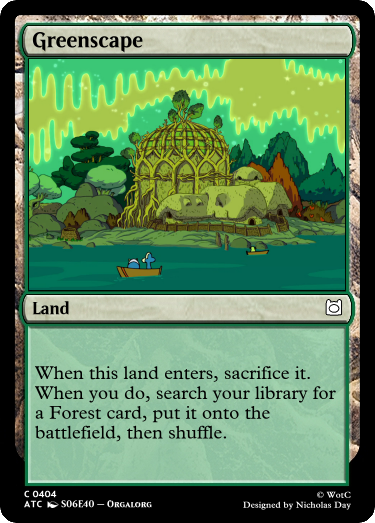 Greenscape
Land
When this land enters, sacrifice it.
When you do, search your library for
a Forest card, put it onto the
battlefield, then shuffle.
C 0404
© WotC
ATC S06E40 – Orgalorg
Designed by Nicholas Day